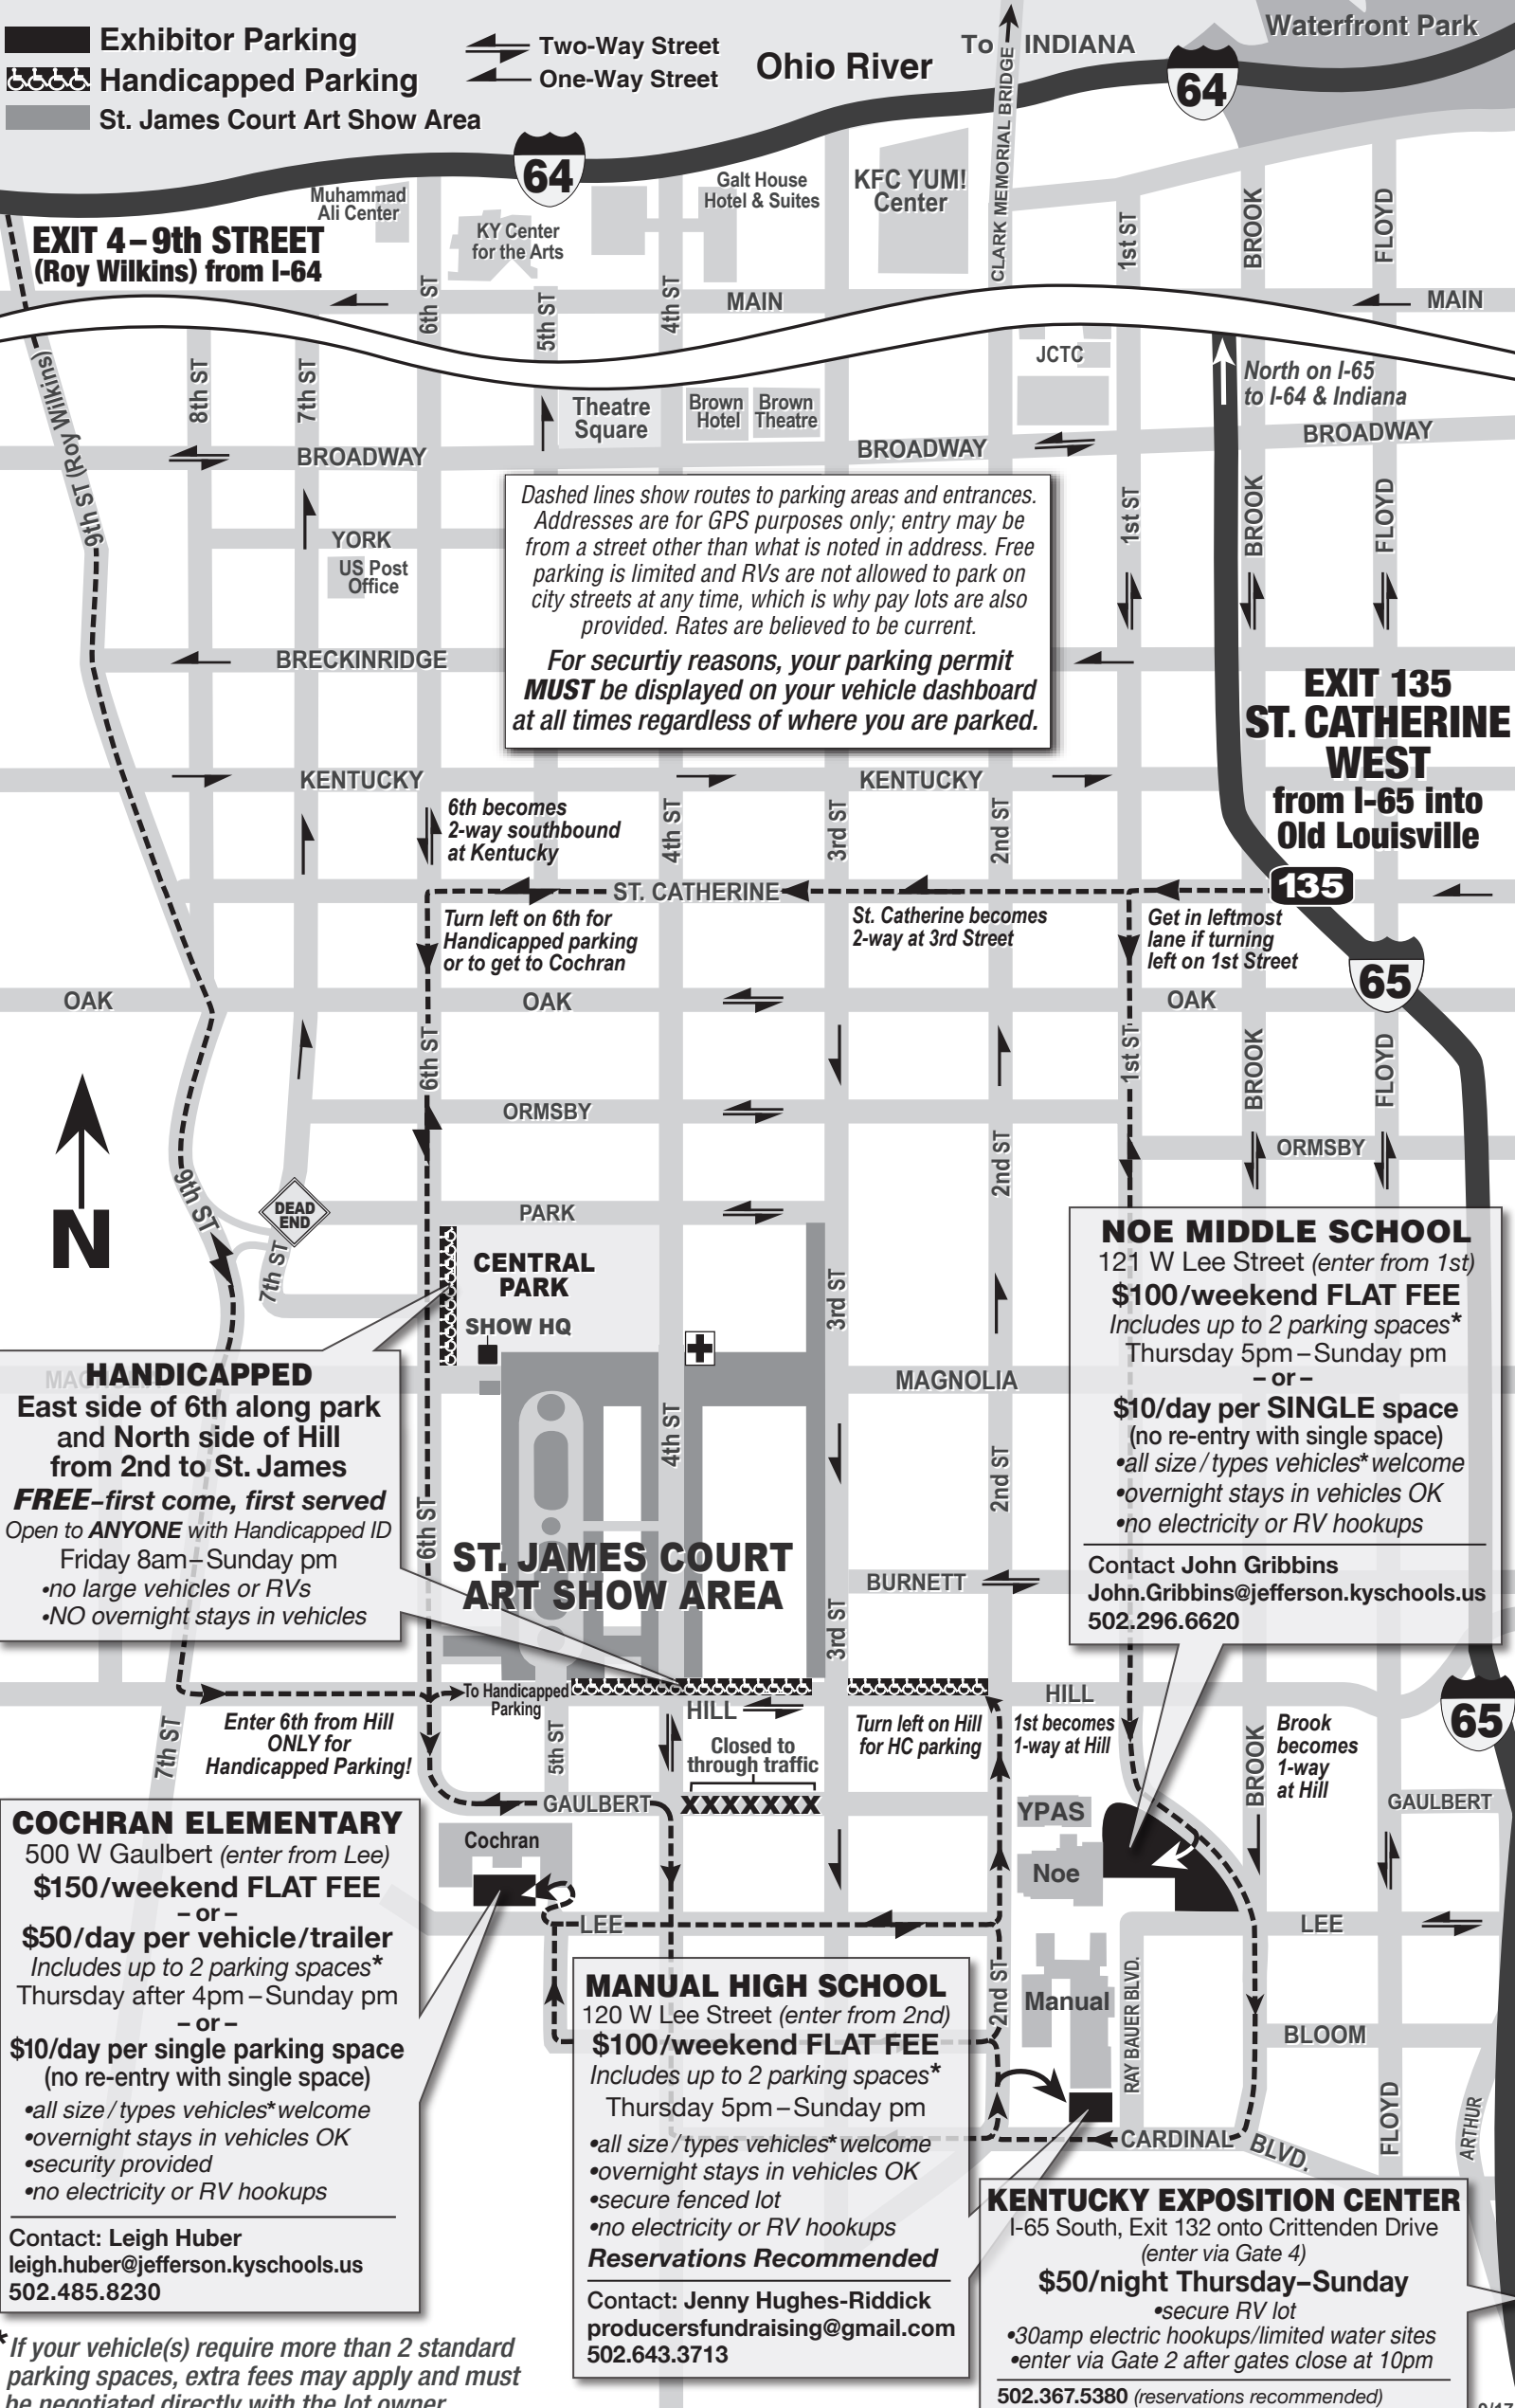 Exhibitor Parking
Handicapped Parking
St. James Court Art Show Area
Two-Way Street
One-Way Street
Ohio River
To INDIANA
CLARK MEMORIAL BRIDGE
Waterfront Park
64
64
Muhammad
Ali Center
KY Center
for the Arts
Galt House
Hotel & Suites
KFC YUM!
Center
EXIT 4–9th STREET
(Roy Wilkins) from I-64
6th ST
5th ST
4th ST
MAIN
1st ST
BROOK
FLOYD
MAIN
9th ST (Roy Wilkins)
8th ST
7th ST
Theatre
Square
Brown
Hotel
Brown
Theatre
JCTC
North on I-65
to I-64 & Indiana
BROADWAY
BROADWAY
BROADWAY
YORK
US Post
Office
Dashed lines show routes to parking areas and entrances.
Addresses are for GPS purposes only; entry may be
from a street other than what is noted in address. Free
parking is limited and RVs are not allowed to park on
city streets at any time, which is why pay lots are also
provided. Rates are believed to be current.
For securtiy reasons, your parking permit
MUST be displayed on your vehicle dashboard
at all times regardless of where you are parked.
1st ST
BROOK
FLOYD
BRECKINRIDGE
EXIT 135
ST. CATHERINE
WEST
from I-65 into
Old Louisville
KENTUCKY
KENTUCKY
6th becomes
2-way southbound
at Kentucky
4th ST
3rd ST
2nd ST
ST. CATHERINE
135
Turn left on 6th for
Handicapped parking
or to get to Cochran
St. Catherine becomes
2-way at 3rd Street
Get in leftmost
lane if turning
left on 1st Street
65
OAK
OAK
OAK
6th ST
1st ST
BROOK
FLOYD
ORMSBY
ORMSBY
2nd ST
N
9th ST
DEAD
END
7th ST
PARK
CENTRAL
PARK
SHOW HQ
3rd ST
MAGNOLIA
MAGNOLIA
HANDICAPPED
East side of 6th along park
and North side of Hill
from 2nd to St. James
FREE–first come, first served
Open to ANYONE with Handicapped ID
Friday 8am–Sunday pm
•no large vehicles or RVs
•NO overnight stays in vehicles
4th ST
2nd ST
6th ST
ST. JAMES COURT
ART SHOW AREA
BURNETT
3rd ST
NOE MIDDLE SCHOOL
121 W Lee Street (enter from 1st)
$100/weekend FLAT FEE
Includes up to 2 parking spaces*
Thursday 5pm–Sunday pm
– or –
$10/day per SINGLE space
(no re-entry with single space)
•all size / types vehicles* welcome
•overnight stays in vehicles OK
•no electricity or RV hookups
Contact John Gribbins
John.Gribbins@jefferson.kyschools.us
502.296.6620
To Handicapped
Parking
HILL
HILL
65
7th ST
Enter 6th from Hill
ONLY for
Handicapped Parking!
5th ST
Closed to
through traffic
XXXXXXX
Turn left on Hill
for HC parking
1st becomes
1-way at Hill
BROOK
Brook
becomes
1-way
at Hill
GAULBERT
GAULBERT
YPAS
Cochran
Noe
LEE
LEE
COCHRAN ELEMENTARY
500 W Gaulbert (enter from Lee)
$150/weekend FLAT FEE
– or –
$50/day per vehicle/trailer
Includes up to 2 parking spaces*
Thursday after 4pm–Sunday pm
– or –
$10/day per single parking space
(no re-entry with single space)
•all size / types vehicles* welcome
•overnight stays in vehicles OK
•security provided
•no electricity or RV hookups
Contact: Leigh Huber
leigh.huber@jefferson.kyschools.us
502.485.8230
MANUAL HIGH SCHOOL
120 W Lee Street (enter from 2nd)
$100/weekend FLAT FEE
Includes up to 2 parking spaces*
Thursday 5pm–Sunday pm
•all size / types vehicles* welcome
•overnight stays in vehicles OK
•secure fenced lot
•no electricity or RV hookups
Reservations Recommended
Contact: Jenny Hughes-Riddick
producersfundraising@gmail.com
502.643.3713
2nd ST
Manual
RAY BAUER BLVD.
BLOOM
CARDINAL BLVD.
FLOYD
ARTHUR
KENTUCKY EXPOSITION CENTER
I-65 South, Exit 132 onto Crittenden Drive
(enter via Gate 4)
$50/night Thursday–Sunday
•secure RV lot
•30amp electric hookups/limited water sites
•enter via Gate 2 after gates close at 10pm
502.367.5380 (reservations recommended)
* If your vehicle(s) require more than 2 standard
parking spaces, extra fees may apply and must
be negotiated directly with the lot owner